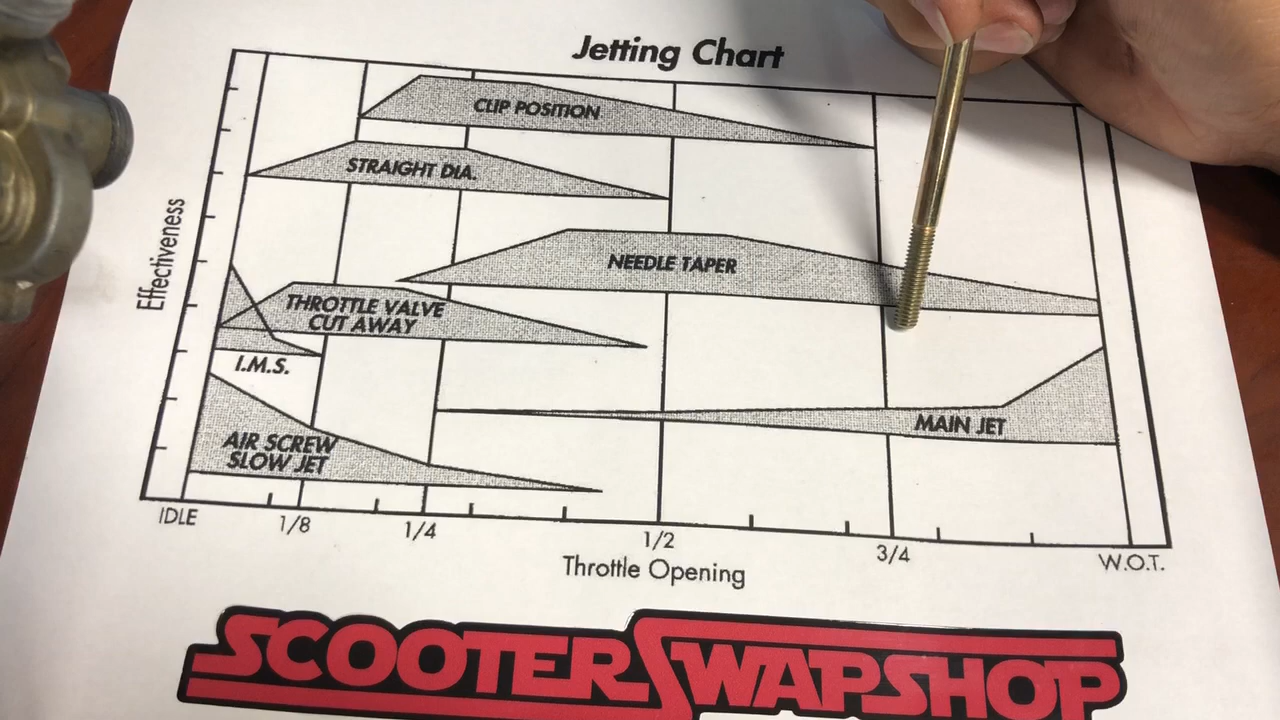 Jetting Chart
CLIP POSITION
STRAIGHT DIA.
NEEDLE TAPER
THROTTLE VALVE
CUT AWAY
I.M.S.
MAIN JET
AIR SCREW
SLOW JET
Effectiveness
IDLE
1/8
1/4
1/2
3/4
W.O.T.
Throttle Opening
SCOOTERSWAPSHOP